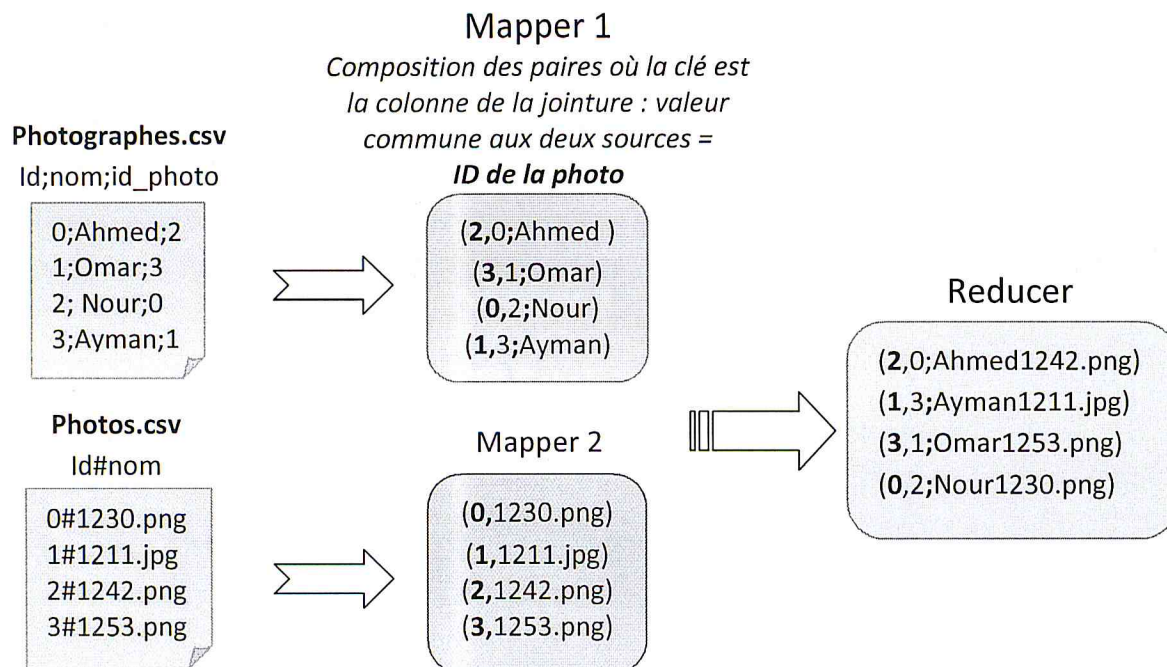 Mapper 1
Composition des paires où la clé est
la colonne de la jointure : valeur
commune aux deux sources =
ID de la photo
Photographes.csv
Id;nom;id_photo
0;Ahmed;2
1;Omar;3
2; Nour;0
3;Ayman;1
(2,0;Ahmed )
(3,1;Omar)
(0,2;Nour)
(1,3;Ayman)
Photos.csv
Id#nom
0#1230.png
1#1211.jpg
2#1242.png
3#1253.png
Mapper 2
(0,1230.png)
(1,1211.jpg)
(2,1242.png)
(3,1253.png)
Reducer
(2,0;Ahmed1242.png)
(1,3;Ayman1211.jpg)
(3,1;Omar1253.png)
(0,2;Nour1230.png)